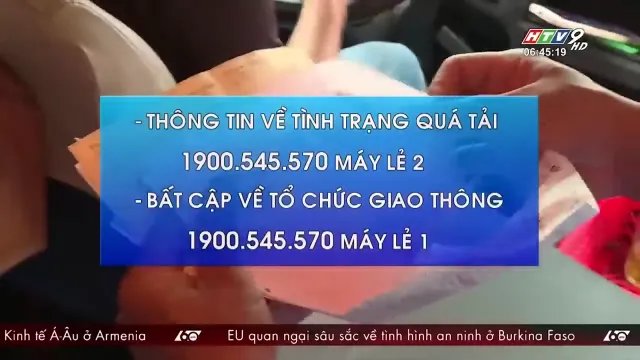 HTV9 HD
06:45:19
- THÔNG TIN VỀ TÌNH TRẠNG QUÁ TẢI
1900.545.570 MÁY LẺ 2
- BẤT CẬP VỀ TỔ CHỨC GIAO THÔNG
1900.545.570 MÁY LẺ 1
Kinh tế Á-Âu ở Armenia 60 EU quan ngại sâu sắc về tình hình an ninh ở Burkina Faso 60